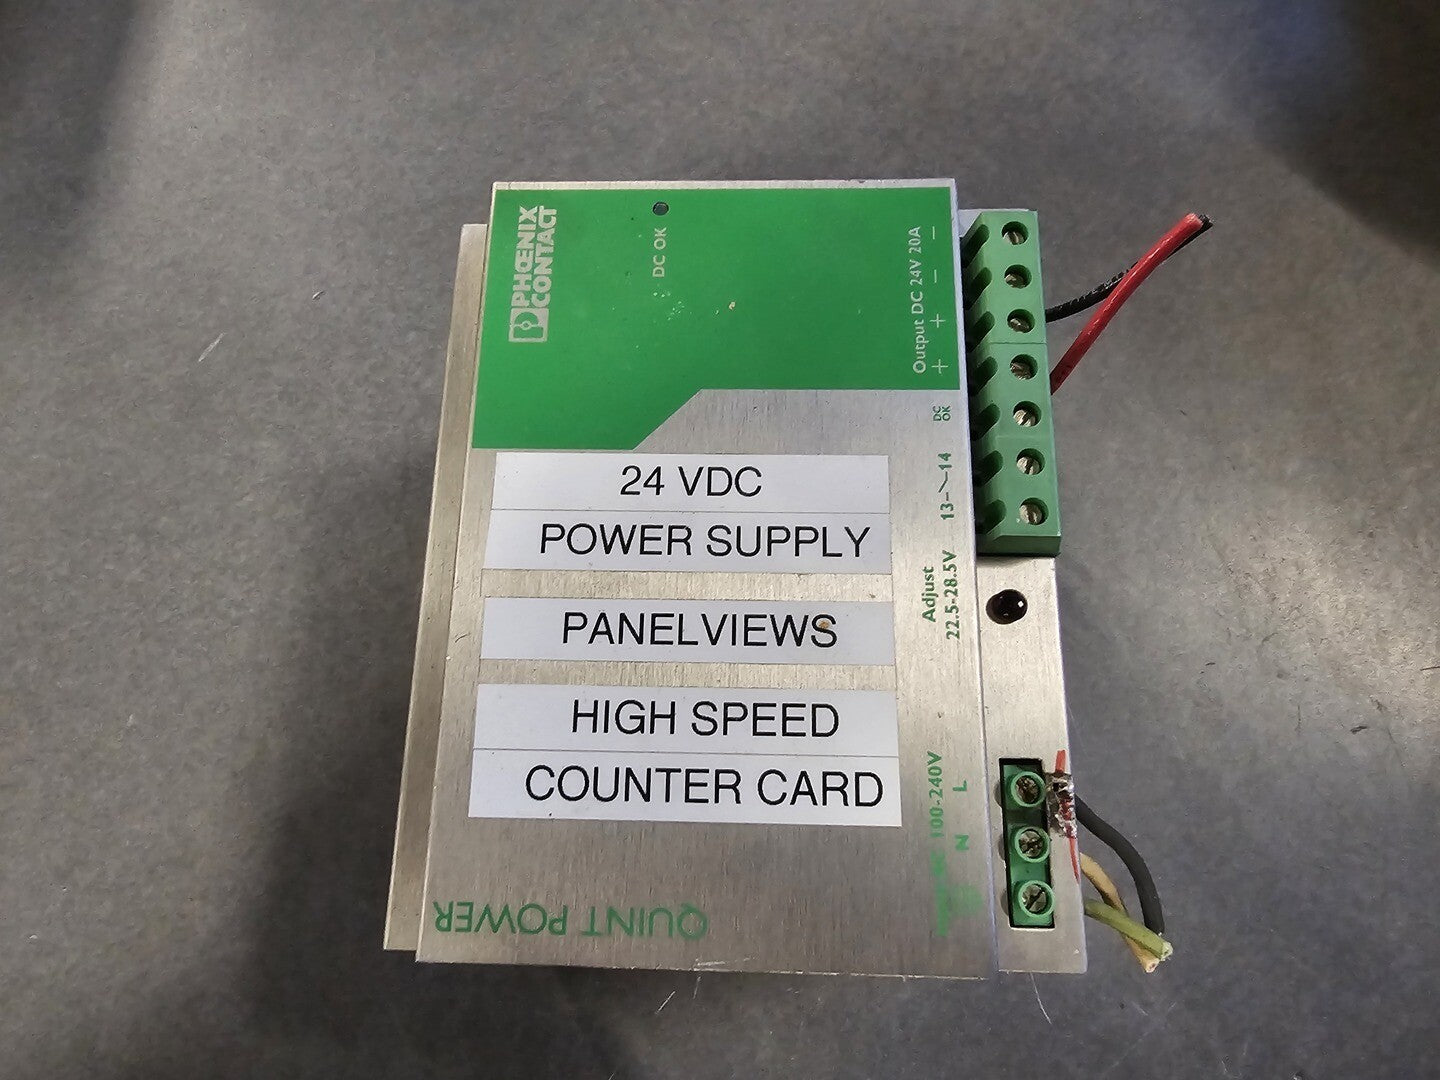 PHŒNIX
CONTACT
DC OK
Output DC 24V 20A
+ + − −
DC
OK
13 14
Adjust
22.5-28.5V
24 VDC
POWER SUPPLY
PANELVIEWS
HIGH SPEED
COUNTER CARD
100-240V
N L
QUINT POWER